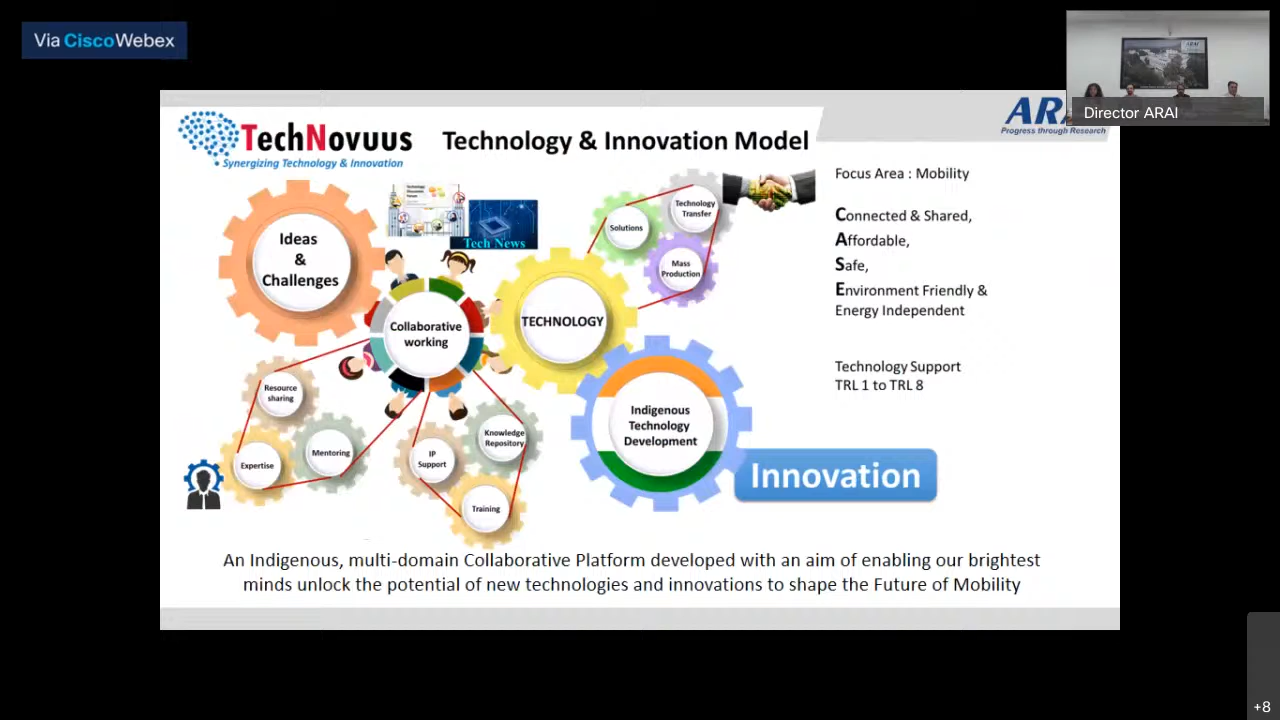 Via Cisco Webex
Director ARAI
TechNovuus
Synergizing Technology & Innovation
Technology & Innovation Model
Progress through Research
Focus Area : Mobility
Connected & Shared,
Affordable,
Safe,
Environment Friendly &
Energy Independent
Technology Support
TRL 1 to TRL 8
Ideas
&
Challenges
Tech News
Collaborative
working
TECHNOLOGY
Solutions
Technology
Transfer
Mass
Production
Resource
sharing
Expertise
Mentoring
IP
Support
Knowledge
Repository
Training
Indigenous
Technology
Development
Innovation
An Indigenous, multi-domain Collaborative Platform developed with an aim of enabling our brightest
minds unlock the potential of new technologies and innovations to shape the Future of Mobility
+8